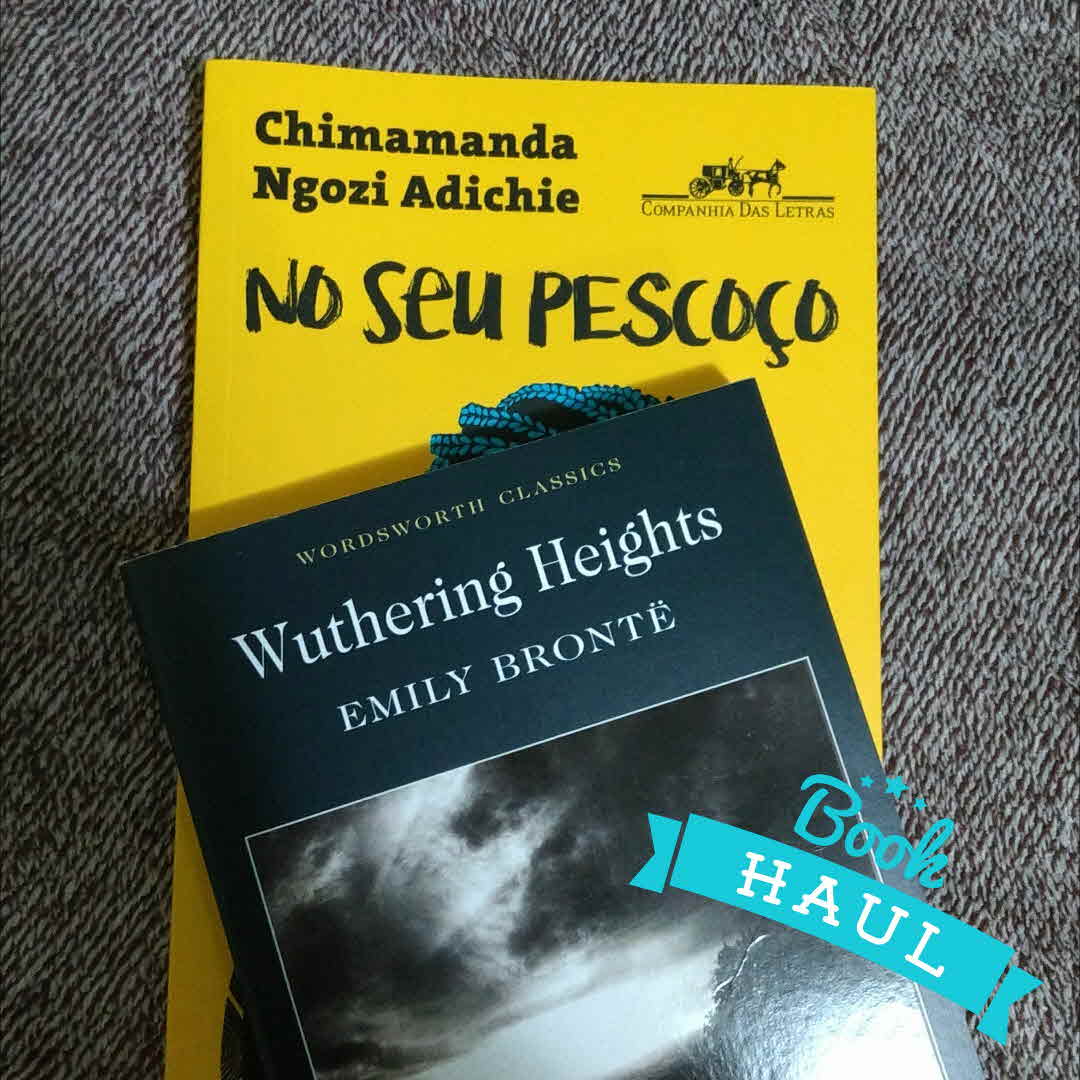 Chimamanda
Ngozi Adichie
COMPANHIA DAS LETRAS
NO SEU PESCOÇO
WORDSWORTH CLASSICS
Wuthering Heights
EMILY BRONTË
Book
HAUL